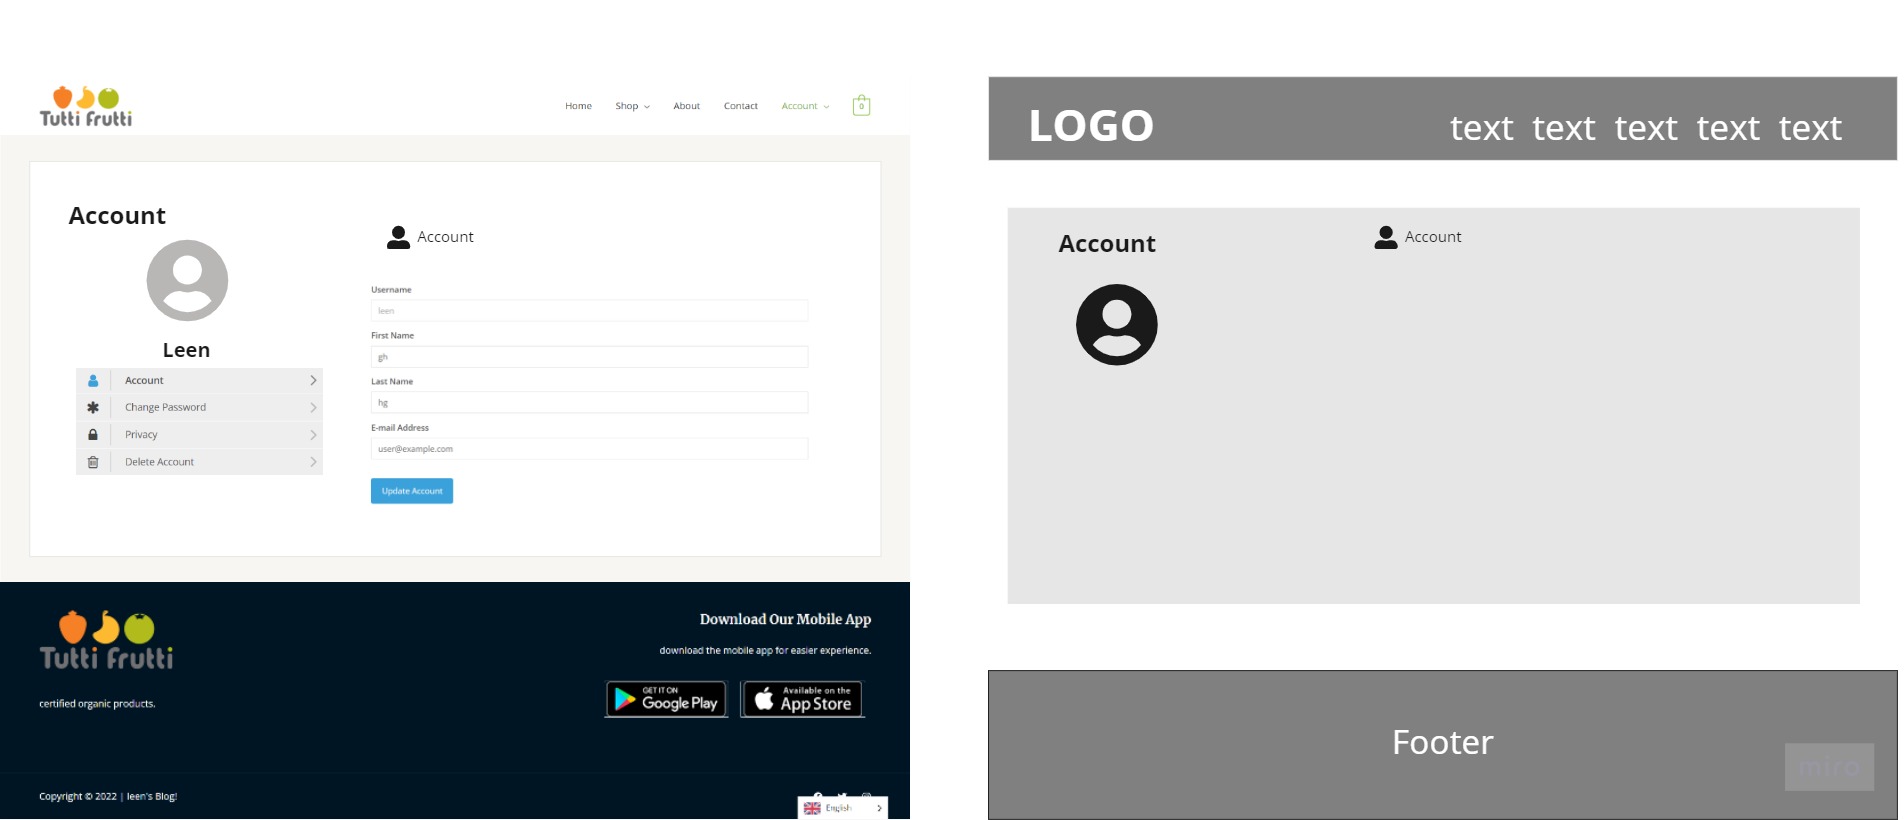 Tutti Frutti
Home Shop About Contact Account 0
Account
Leen
Account
Change Password
Privacy
Delete Account
Account
Username
leen
First Name
gh
Last Name
hg
E-mail Address
user@example.com
Update Account
Tutti Frutti
certified organic products.
Download Our Mobile App
download the mobile app for easier experience.
GET IT ON
Google Play
Available on the
App Store
Copyright © 2022 | leen's Blog!
English
LOGO
text text text text text
Account
Account
Footer
miro